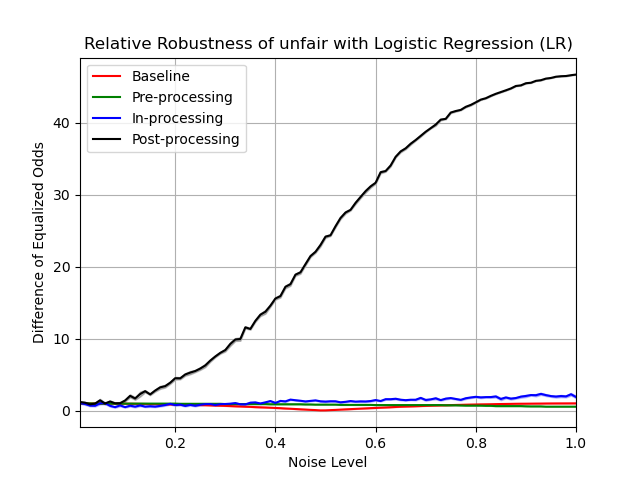 Relative Robustness of unfair with Logistic Regression (LR)
Baseline
Pre-processing
In-processing
Post-processing
Difference of Equalized Odds
40
30
20
10
0
0.2 0.4 0.6 0.8 1.0
Noise Level